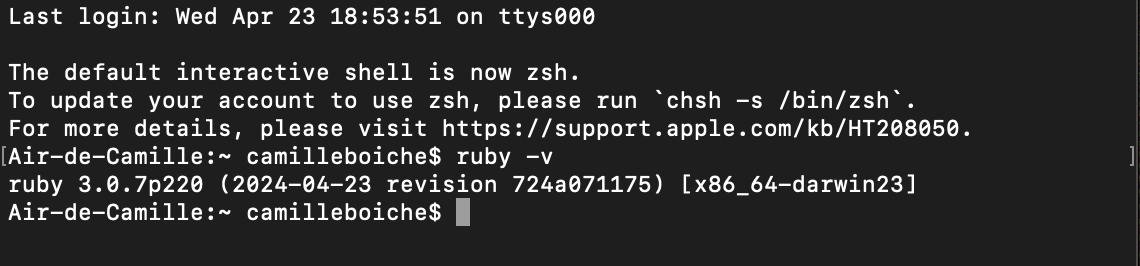 Last login: Wed Apr 23 18:53:51 on ttys000
The default interactive shell is now zsh.
To update your account to use zsh, please run `chsh -s /bin/zsh`.
For more details, please visit https://support.apple.com/kb/HT208050.
[Air-de-Camille:~ camilleboiche$ ruby -v ]
ruby 3.0.7p220 (2024-04-23 revision 724a071175) [x86_64-darwin23]
Air-de-Camille:~ camilleboiche$